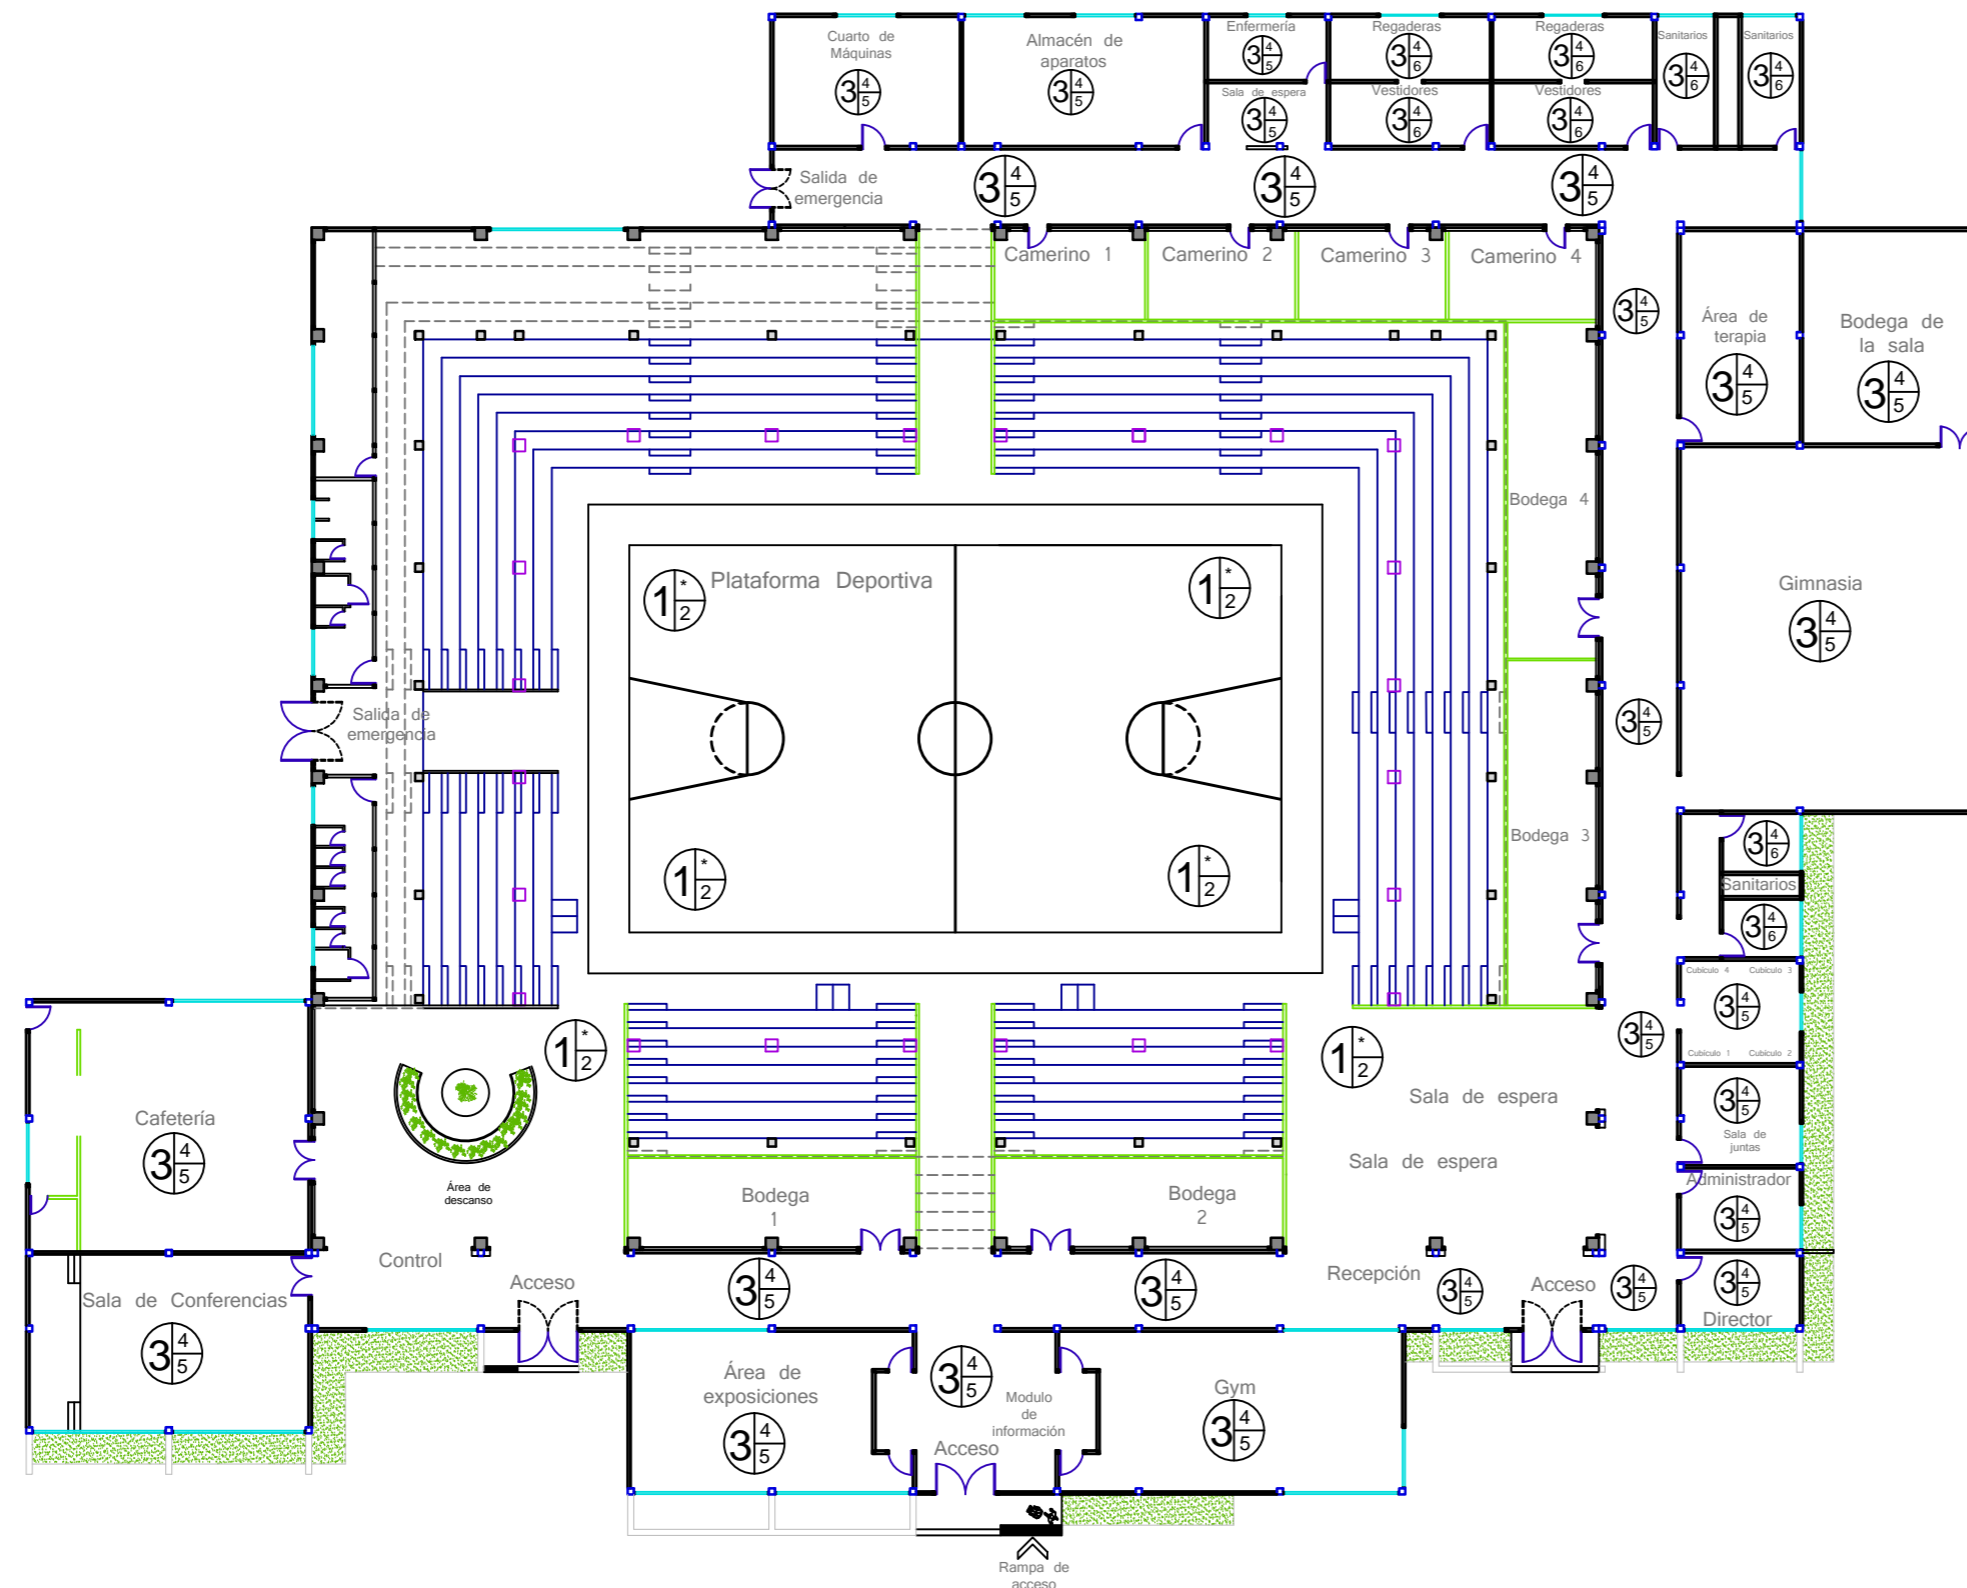 Cuarto de
Máquinas
3 4 5
Almacén de
aparatos
3 4 5
Enfermería
3 4 5
Sala de espera
3 4 5
Regaderas
3 4 6
Vestidores
3 4 6
Regaderas
3 4 6
Vestidores
3 4 6
Sanitarios
3 4 6
Sanitarios
3 4 6
Salida de
emergencia
3 4 5
3 4 5
3 4 5
Camerino 1
Camerino 2
Camerino 3
Camerino 4
3 4 5
Área de
terapia
3 4 5
Bodega de
la sala
3 4 5
Bodega 4
Plataforma Deportiva
1 * 2
1 * 2
Gimnasia
3 4 5
Salida de
emergencia
3 4 5
Bodega 3
1 * 2
1 * 2
3 4 6
Sanitarios
3 4 6
Cubículo 4
Cubículo 3
3 4 5
Cubículo 1
Cubículo 2
1 * 2
1 * 2
3 4 5
Cafetería
3 4 5
Área de
descanso
Sala de espera
Sala de espera
3 4 5
Sala de
juntas
Administrador
3 4 5
Bodega
1
Bodega
2
Control
Acceso
3 4 5
3 4 5
Recepción
3 4 5
Acceso
3 4 5
3 4 5
Director
Sala de Conferencias
3 4 5
Área de
exposiciones
3 4 5
3 4 5
Modulo
de
información
Acceso
Gym
3 4 5
Rampa de
acceso